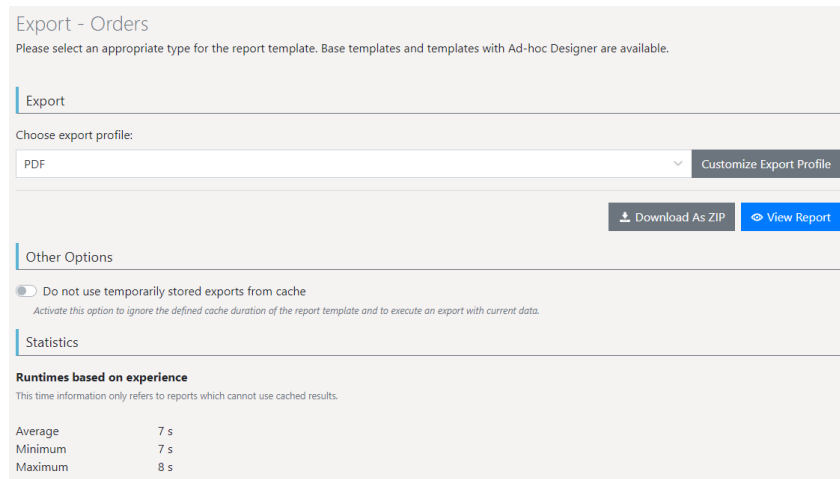 Export - Orders
Please select an appropriate type for the report template. Base templates and templates with Ad-hoc Designer are available.
Export
Choose export profile:
PDF
Customize Export Profile
Download As ZIP
View Report
Other Options
Do not use temporarily stored exports from cache
Activate this option to ignore the defined cache duration of the report template and to execute an export with current data.
Statistics
Runtimes based on experience
This time information only refers to reports which cannot use cached results.
Average 7 s
Minimum 7 s
Maximum 8 s